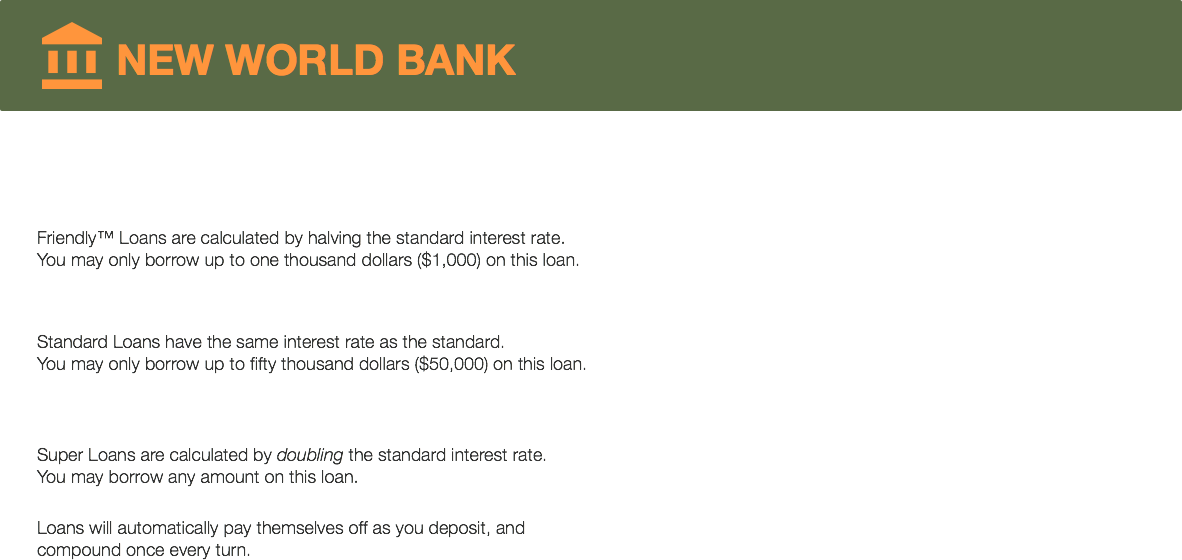 NEW WORLD BANK
Friendly™ Loans are calculated by halving the standard interest rate.
You may only borrow up to one thousand dollars ($1,000) on this loan.
Standard Loans have the same interest rate as the standard.
You may only borrow up to fifty thousand dollars ($50,000) on this loan.
Super Loans are calculated by doubling the standard interest rate.
You may borrow any amount on this loan.
Loans will automatically pay themselves off as you deposit, and
compound once every turn.